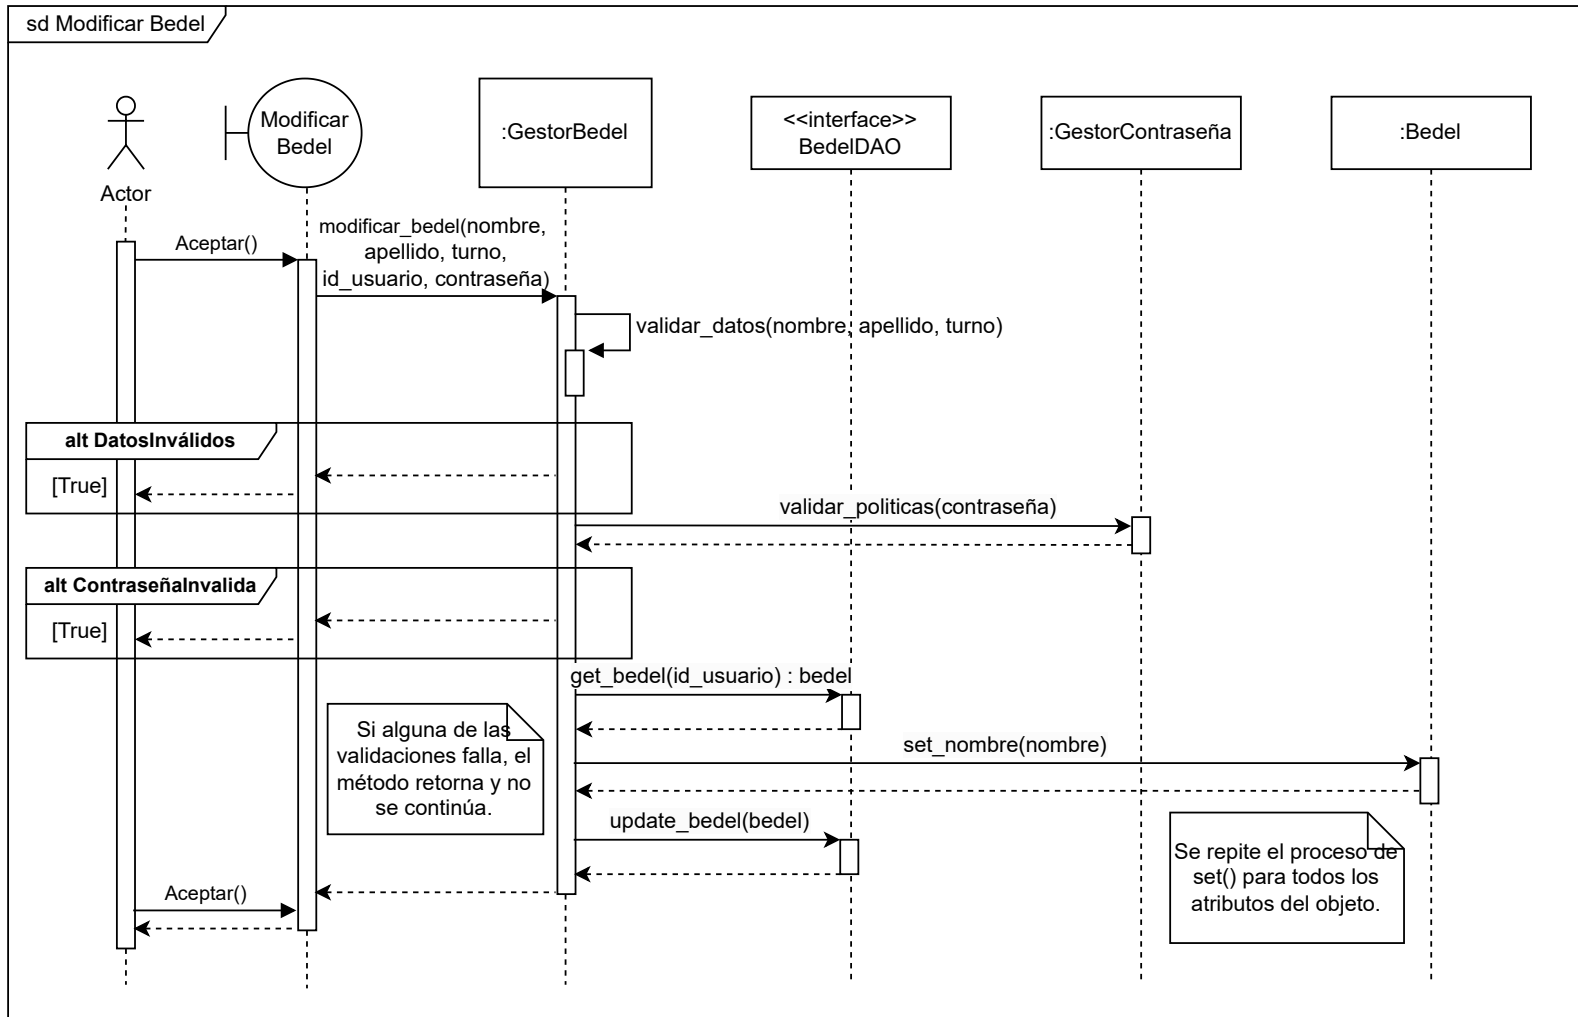 sd Modificar Bedel
Modificar
Bedel
:GestorBedel
<<interface>>
BedelDAO
:GestorContraseña
:Bedel
Actor
Aceptar()
modificar_bedel(nombre,
apellido, turno,
id_usuario, contraseña)
validar_datos(nombre, apellido, turno)
alt DatosInválidos
[True]
validar_politicas(contraseña)
alt ContraseñaInvalida
[True]
get_bedel(id_usuario) : bedel
Si alguna de las
validaciones falla, el
método retorna y no
se continúa.
set_nombre(nombre)
update_bedel(bedel)
Se repite el proceso de
set() para todos los
atributos del objeto.
Aceptar()